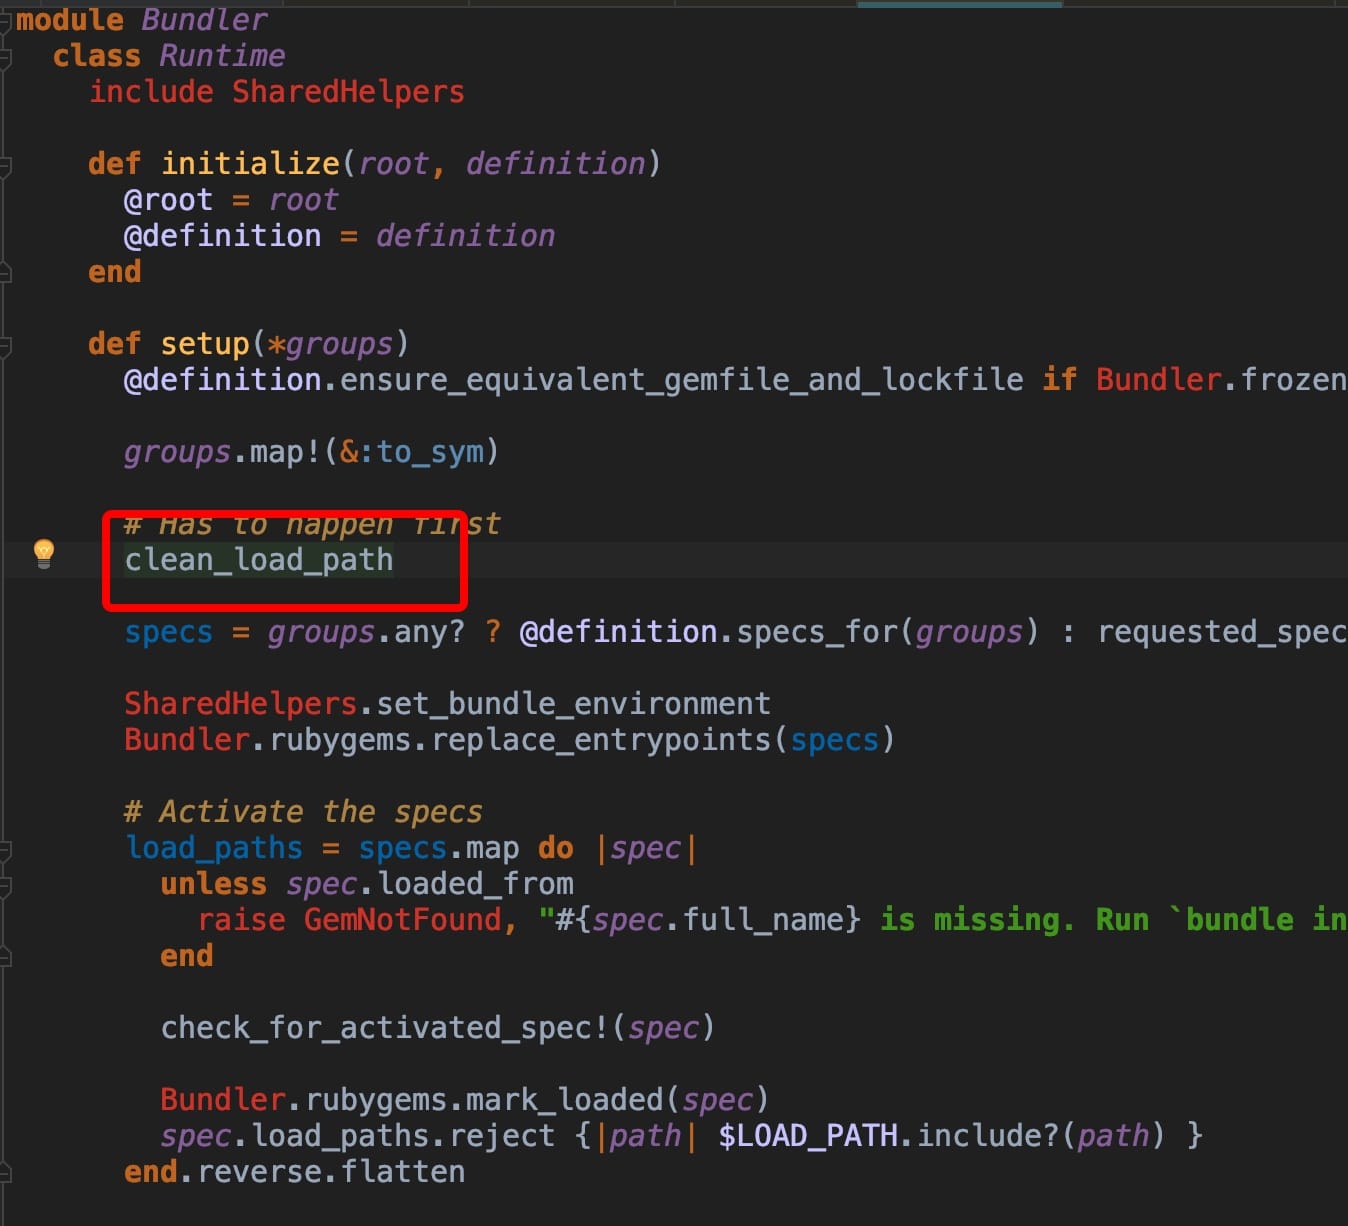 module Bundler
class Runtime
include SharedHelpers
def initialize(root, definition)
@root = root
@definition = definition
end
def setup(*groups)
@definition.ensure_equivalent_gemfile_and_lockfile if Bundler.frozen
groups.map!(&:to_sym)
# Has to happen first
clean_load_path
specs = groups.any? ? @definition.specs_for(groups) : requested_spec
SharedHelpers.set_bundle_environment
Bundler.rubygems.replace_entrypoints(specs)
# Activate the specs
load_paths = specs.map do |spec|
unless spec.loaded_from
raise GemNotFound, "#{spec.full_name} is missing. Run `bundle in
end
check_for_activated_spec!(spec)
Bundler.rubygems.mark_loaded(spec)
spec.load_paths.reject {|path| $LOAD_PATH.include?(path) }
end.reverse.flatten